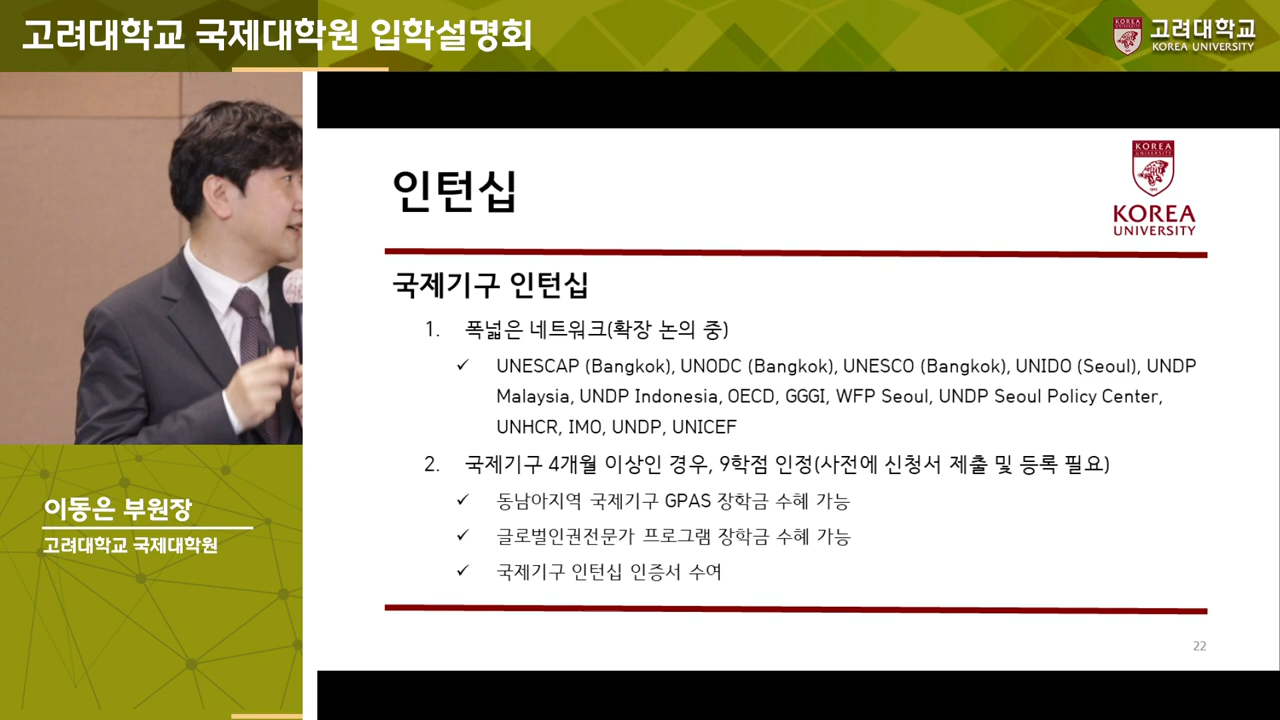 고려대학교 국제대학원 입학설명회
KOREA UNIVERSITY
고려대학교
KOREA UNIVERSITY
인턴십
KOREA
UNIVERSITY
KOREA
UNIVERSITY
국제기구 인턴십
1. 폭넓은 네트워크(확장 논의 중)
✓ UNESCAP (Bangkok), UNODC (Bangkok), UNESCO (Bangkok), UNIDO (Seoul), UNDP
Malaysia, UNDP Indonesia, OECD, GGGI, WFP Seoul, UNDP Seoul Policy Center,
UNHCR, IMO, UNDP, UNICEF
2. 국제기구 4개월 이상인 경우, 9학점 인정(사전에 신청서 제출 및 등록 필요)
✓ 동남아지역 국제기구 GPAS 장학금 수혜 가능
✓ 글로벌인권전문가 프로그램 장학금 수혜 가능
✓ 국제기구 인턴십 인증서 수여
22
이동은 부원장
고려대학교 국제대학원